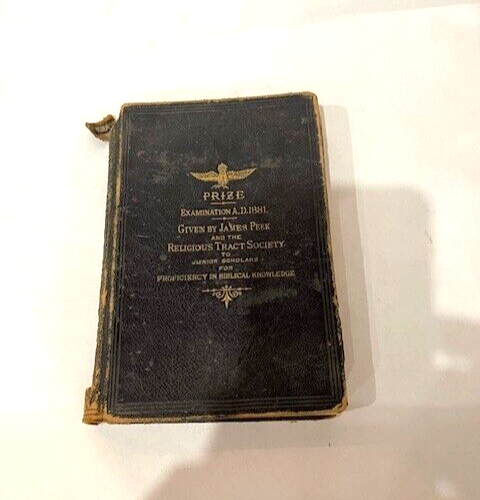 PRIZE
EXAMINATION A.D. 1881.
GIVEN BY JAMES PEEK
AND THE
RELIGIOUS TRACT SOCIETY
TO
JUNIOR SCHOLARS
FOR
PROFICIENCY IN BIBLICAL KNOWLEDGE